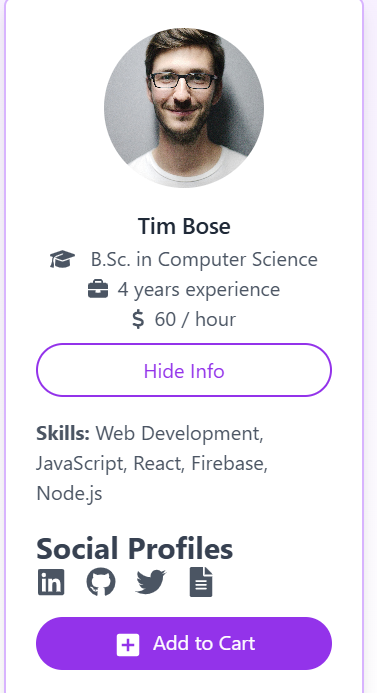 Tim Bose
B.Sc. in Computer Science
4 years experience
$ 60 / hour
Hide Info
Skills: Web Development,
JavaScript, React, Firebase,
Node.js
Social Profiles
in
Add to Cart